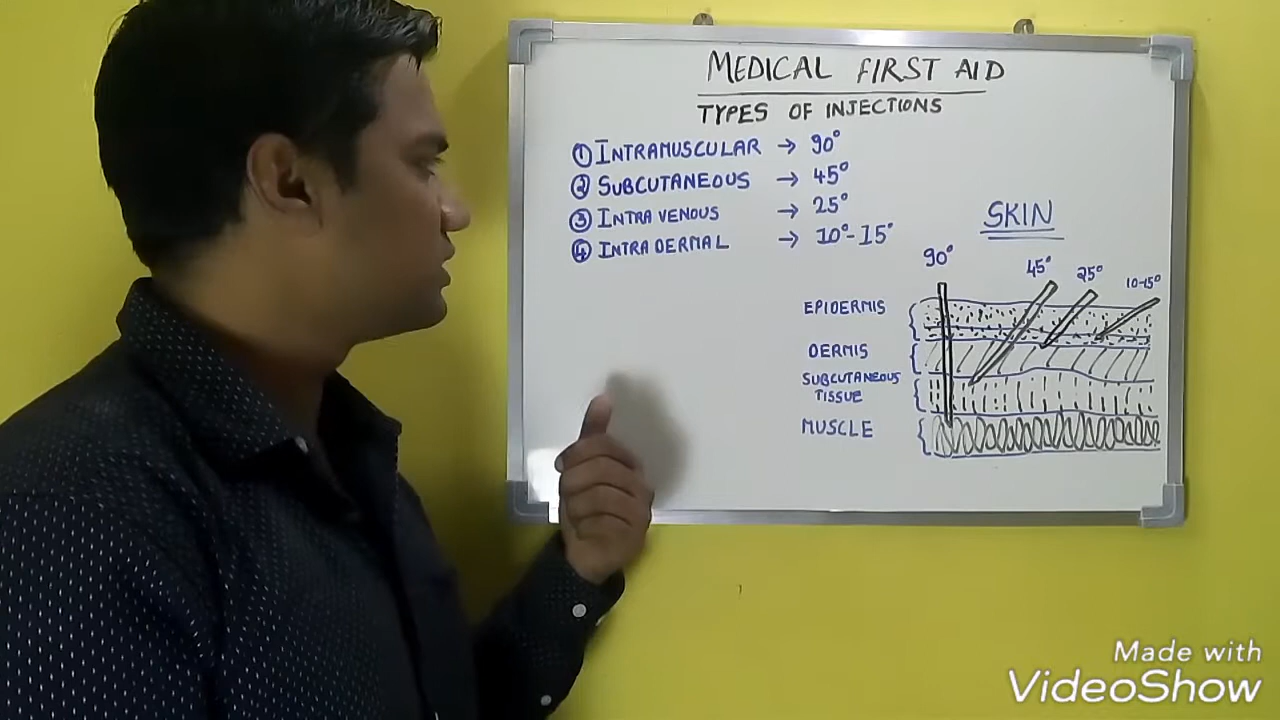 MEDICAL FIRST AID
TYPES OF INJECTIONS
① INTRAMUSCULAR → 90°
② SUBCUTANEOUS → 45°
③ INTRA VENOUS → 25°
④ INTRA DERMAL → 10°-15°
SKIN
90° 45° 25° 10-15°
EPIDERMIS
DERMIS
SUBCUTANEOUS
TISSUE
MUSCLE
Made with
VideoShow